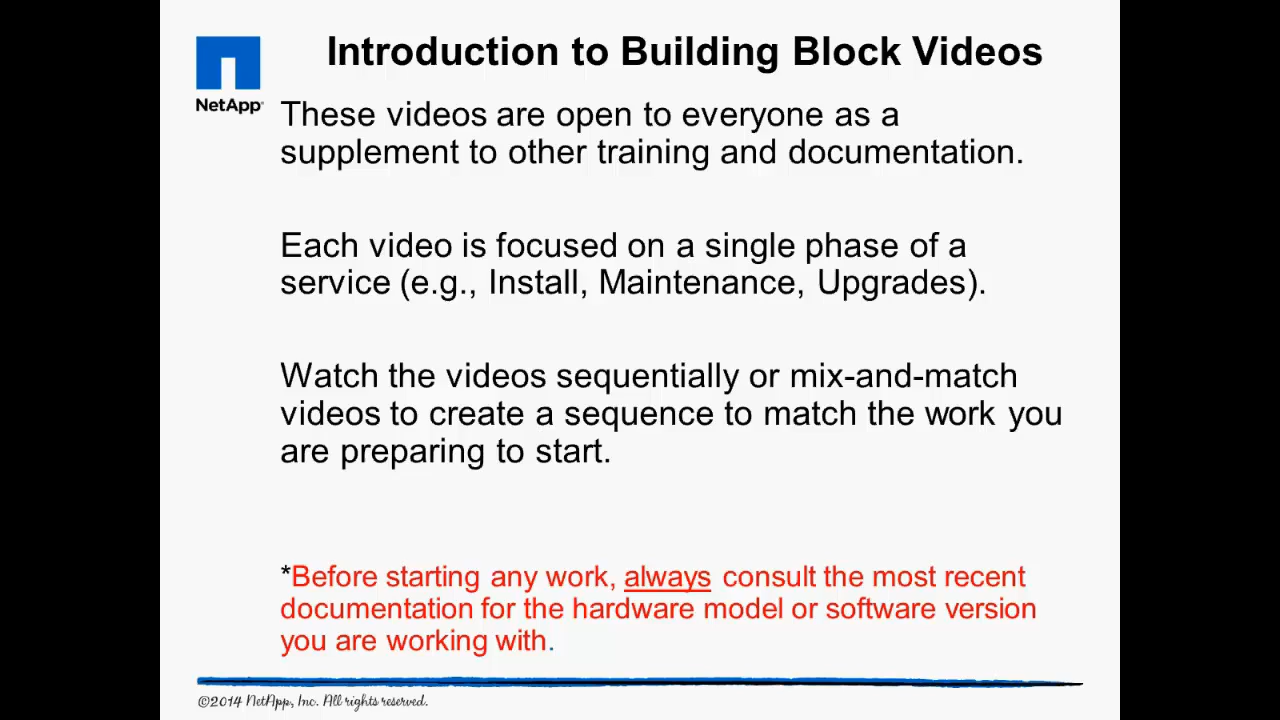 Introduction to Building Block Videos
NetApp®
These videos are open to everyone as a
supplement to other training and documentation.
Each video is focused on a single phase of a
service (e.g., Install, Maintenance, Upgrades).
Watch the videos sequentially or mix-and-match
videos to create a sequence to match the work you
are preparing to start.
*Before starting any work, always consult the most recent
documentation for the hardware model or software version
you are working with.
©2014 NetApp, Inc. All rights reserved.